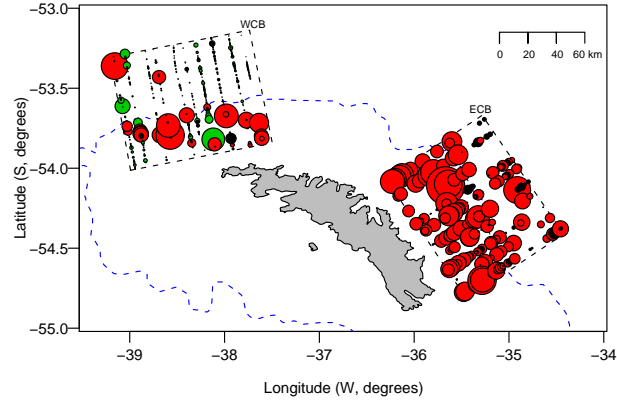 −53.0
WCB
−53.5
0 20 40 60 km
ECB
−54.0
−54.5
−55.0
Latitude (S, degrees)
−39 −38 −37 −36 −35 −34
Longitude (W, degrees)